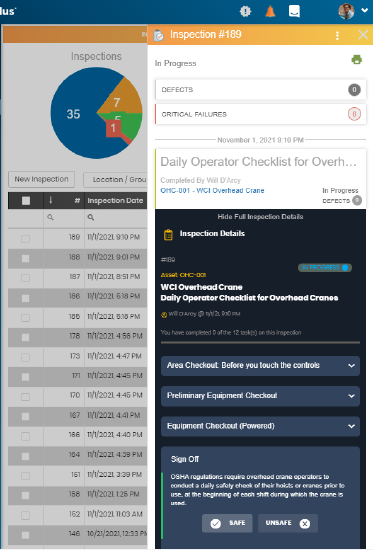 lus
Inspection #189
In Progress
DEFECTS 0
CRITICAL FAILURES 0
November 1, 2021 9:10 PM
Daily Operator Checklist for Overh...
Completed By Will D'Arcy
OHC-001 - WCI Overhead Crane
In Progress
DEFECTS 0
Hide Full Inspection Details
Inspection Details
#189
Asset: OHC-001
IN PROGRESS
WCI Overhead Crane
Daily Operator Checklist for Overhead Cranes
Will D'Arcy @ 11/1/21, 9:10 PM
You have completed 0 of the 12 task(s) on this inspection
Area Checkout: Before you touch the controls
Preliminary Equipment Checkout
Equipment Checkout (Powered)
Sign Off
OSHA regulations require overhead crane operators to
conduct a daily safety check of their hoists or cranes prior
to use, at the beginning of each shift during which the crane is
used.
SAFE
UNSAFE
Inspections
35
7
5
1
New Inspection
Location / Grou
# Inspection Date
189 11/1/2021, 9:10 PM
188 11/1/2021, 9:01 PM
187 11/1/2021, 8:51 PM
186 11/1/2021, 5:18 PM
185 11/1/2021, 5:18 PM
178 11/1/2021, 4:56 PM
173 11/1/2021, 4:47 PM
171 11/1/2021, 4:45 PM
170 11/1/2021, 4:45 PM
167 11/1/2021, 4:41 PM
166 11/1/2021, 4:40 PM
164 11/1/2021, 4:39 PM
161 11/1/2021, 3:39 PM
158 11/1/2021, 1:25 PM
152 11/1/2021, 11:03 AM
146 10/21/2021, 12:33 PM